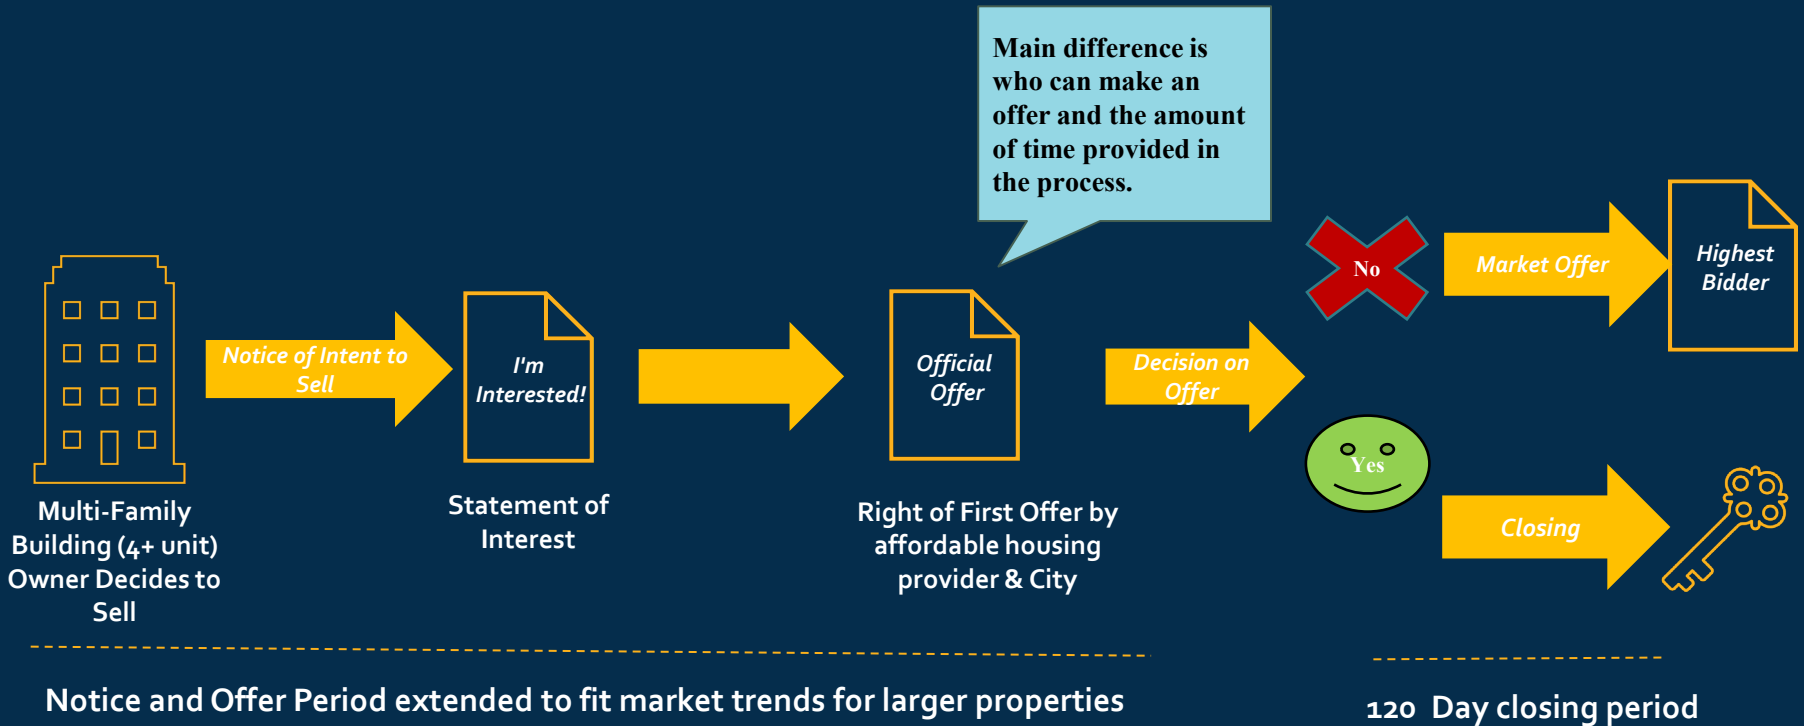 Main difference is
who can make an
offer and the amount
of time provided in
the process.
Notice of Intent to
Sell
I'm
Interested!
Official
Offer
Decision on
Offer
No
Market Offer
Highest
Bidder
Yes
Closing
Multi-Family
Building (4+ unit)
Owner Decides to
Sell
Statement of
Interest
Right of First Offer by
affordable housing
provider & City
Notice and Offer Period extended to fit market trends for larger properties
120 Day closing period